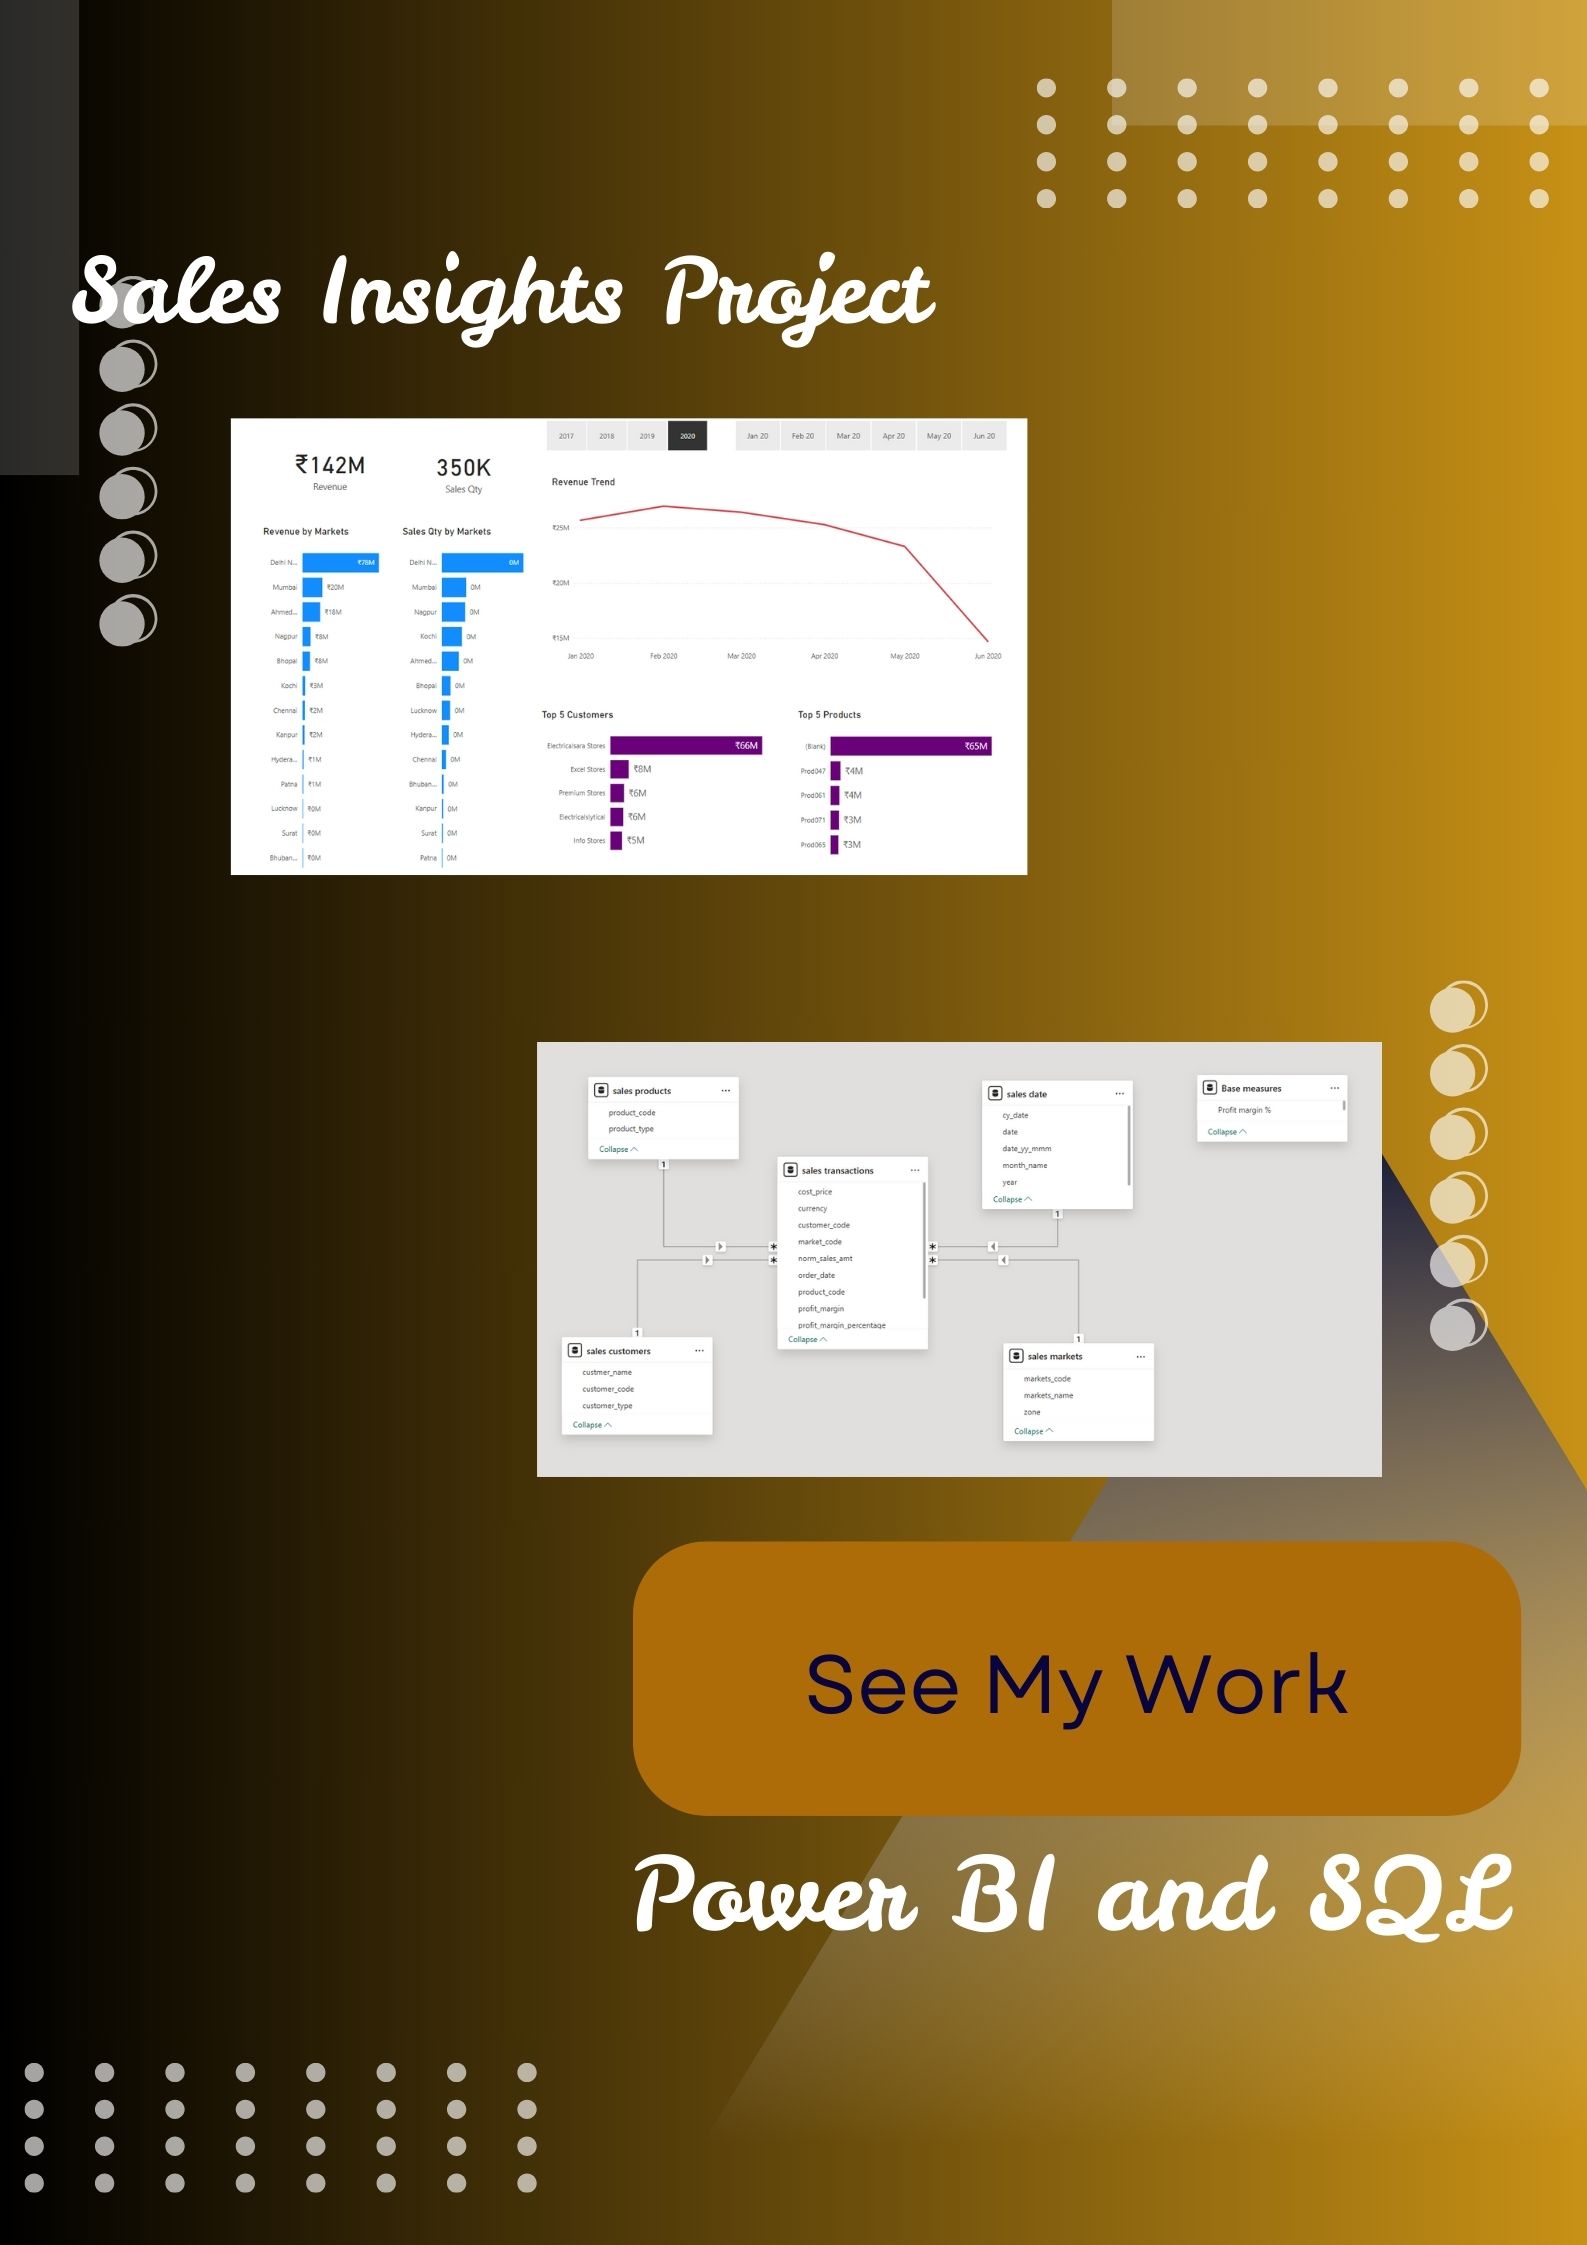 Sales Insights Project
2017 2018 2019 2020 Jan 20 Feb 20 Mar 20 Apr 20 May 20 Jun 20
₹142M
Revenue
350K
Sales Qty
Revenue by Markets
Delhi N... ₹78M
Mumbai ₹20M
Ahmed... ₹18M
Nagpur ₹8M
Bhopal ₹8M
Kochi ₹3M
Chennai ₹2M
Kanpur ₹2M
Hydera... ₹1M
Patna ₹1M
Lucknow ₹0M
Surat ₹0M
Bhuban... ₹0M
Sales Qty by Markets
Delhi N... 0M
Mumbai 0M
Nagpur 0M
Kochi 0M
Ahmed... 0M
Bhopal 0M
Lucknow 0M
Hydera... 0M
Chennai 0M
Bhuban... 0M
Kanpur 0M
Surat 0M
Patna 0M
Revenue Trend
₹25M
₹20M
₹15M
Jan 2020 Feb 2020 Mar 2020 Apr 2020 May 2020 Jun 2020
Top 5 Customers
Electricalsara Stores ₹66M
Excel Stores ₹8M
Premium Stores ₹6M
Electricalslytical ₹6M
Info Stores ₹5M
Top 5 Products
(Blank) ₹65M
Prod047 ₹4M
Prod061 ₹4M
Prod071 ₹3M
Prod065 ₹3M
sales products ...
product_code
product_type
Collapse
1
sales date ...
cy_date
date
date_yy_mmm
month_name
year
Collapse
1
Base measures ...
Profit margin %
Collapse
sales transactions ...
cost_price
currency
customer_code
market_code
norm_sales_amt
order_date
product_code
profit_margin
profit_margin_percentage
Collapse
* *
* *
1
sales customers ...
custmer_name
customer_code
customer_type
Collapse
1
sales markets ...
markets_code
markets_name
zone
Collapse
See My Work
Power BI and SQL